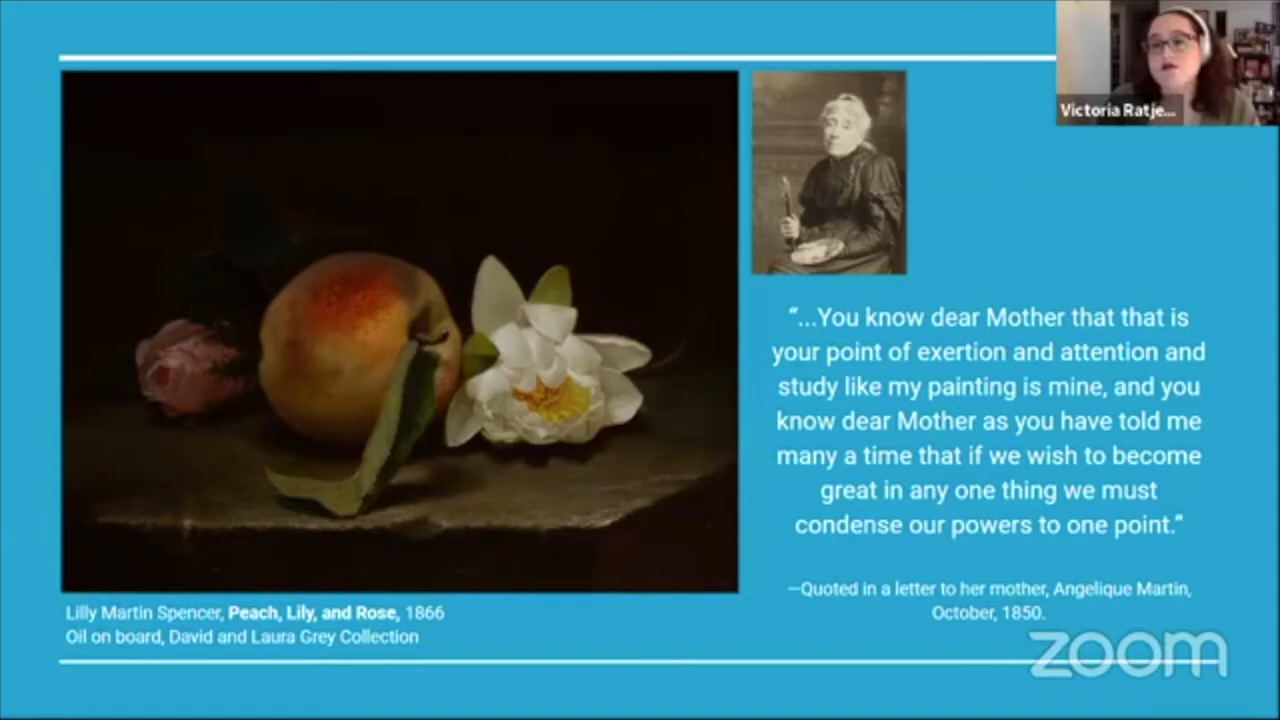 Victoria Ratje...
“...You know dear Mother that that is
your point of exertion and attention and
study like my painting is mine, and you
know dear Mother as you have told me
many a time that if we wish to become
great in any one thing we must
condense our powers to one point.”
—Quoted in a letter to her mother, Angelique Martin,
October, 1850.
Lilly Martin Spencer, Peach, Lily, and Rose, 1866
Oil on board, David and Laura Grey Collection
zoom